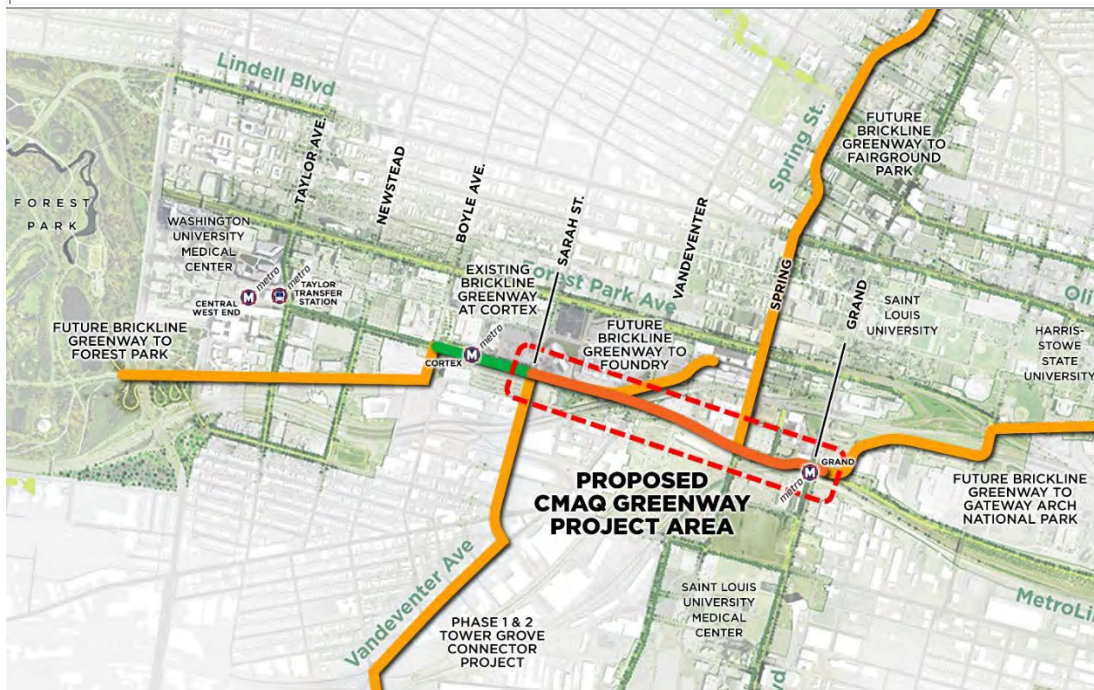 Lindell Blvd
TAYLOR AVE.
NEWSTEAD
BOYLE AVE.
SARAH ST.
VANDEVENTER
Spring St.
FUTURE
BRICKLINE
GREENWAY TO
FAIRGROUND
PARK
FOREST
PARK
WASHINGTON
UNIVERSITY
MEDICAL
CENTER
M metro
metro
CENTRAL
WEST END
TAYLOR
TRANSFER
STATION
EXISTING
BRICKLINE
GREENWAY
AT CORTEX
Forest Park Ave
SPRING
GRAND
SAINT
LOUIS
UNIVERSITY
Oli
HARRIS-
STOWE
STATE
UNIVERSITY
FUTURE BRICKLINE
GREENWAY TO
FOREST PARK
CORTEX
M metro
FUTURE
BRICKLINE
GREENWAY TO
FOUNDRY
GRAND
M
metro
PROPOSED
CMAQ GREENWAY
PROJECT AREA
FUTURE BRICKLINE
GREENWAY TO
GATEWAY ARCH
NATIONAL PARK
Vandeventer Ave
PHASE 1 & 2
TOWER GROVE
CONNECTOR
PROJECT
SAINT LOUIS
UNIVERSITY
MEDICAL
CENTER
MetroLi
vd